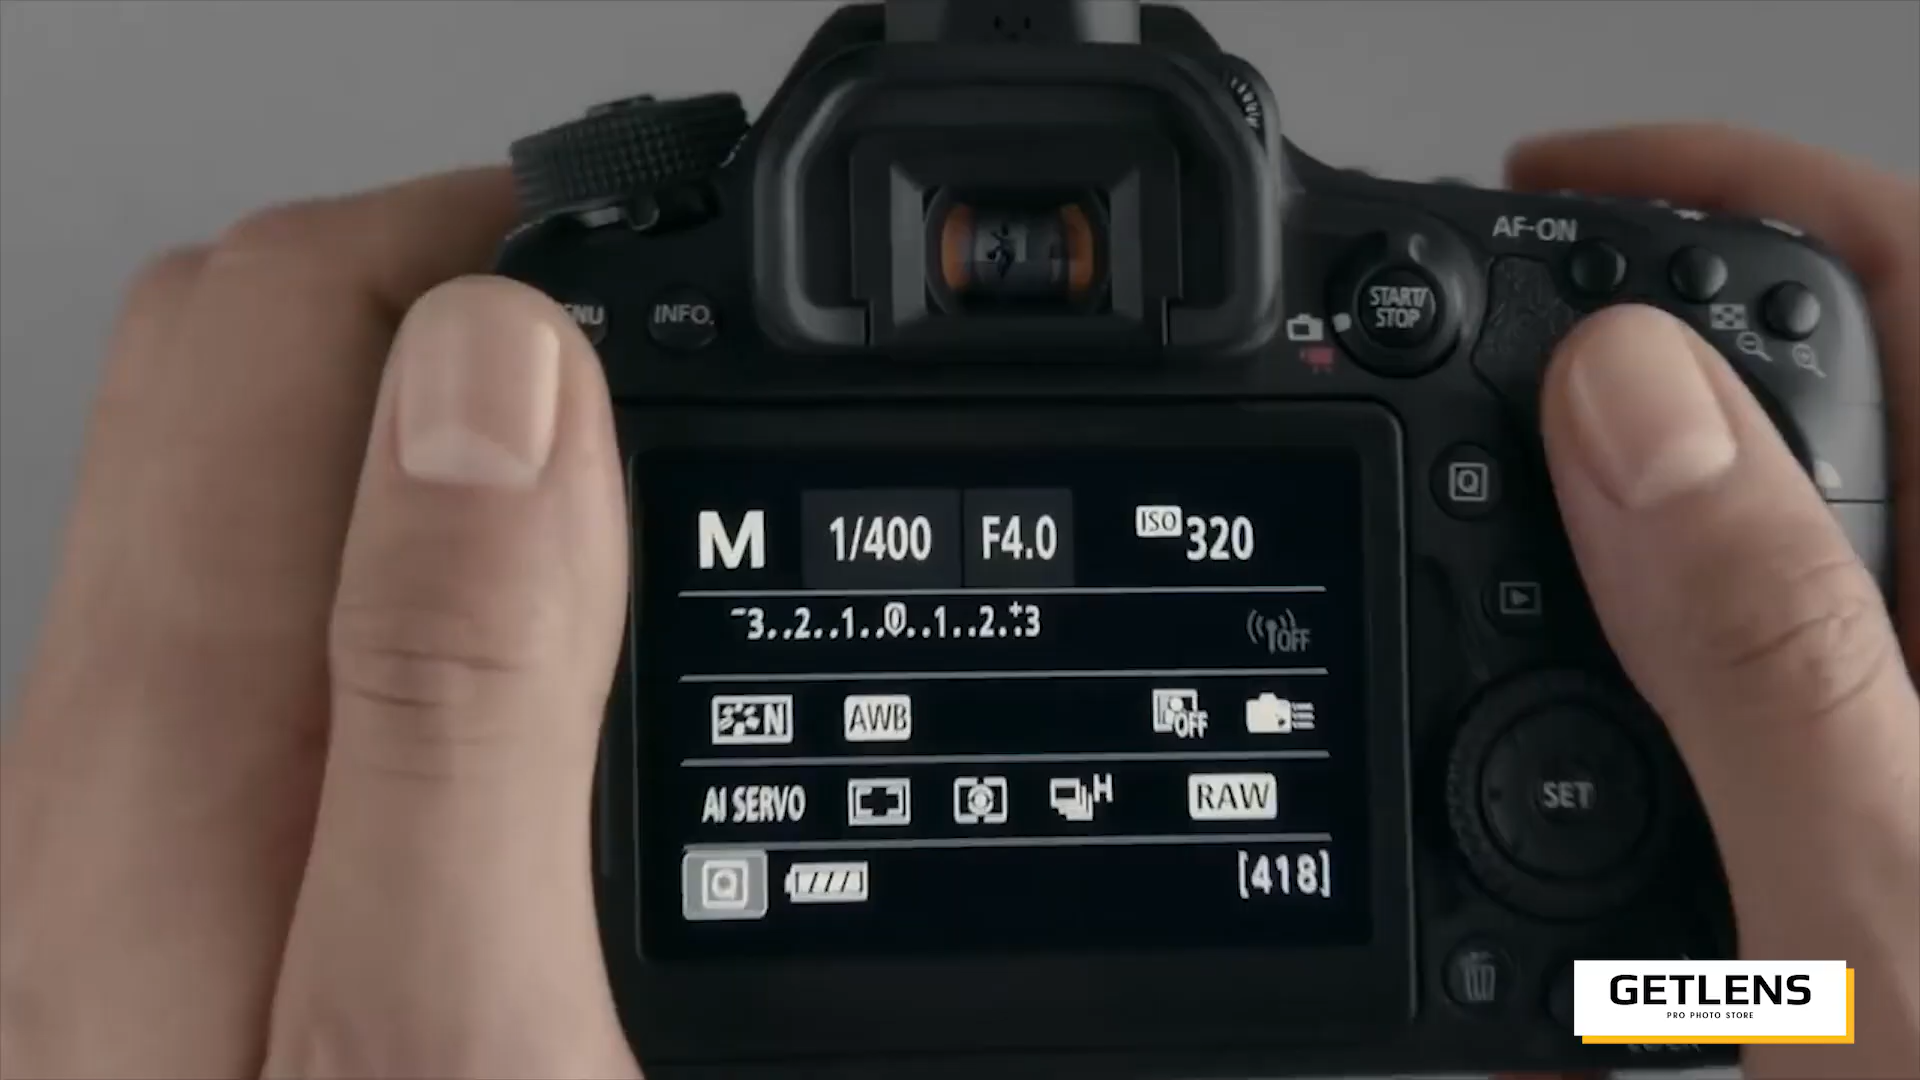 AF-ON
INFO.
START/
STOP
Q
M 1/400 F4.0 ISO 320
-3..2..1..0..1..2..+3
OFF
N AWB OFF
AI SERVO H RAW
Q [418]
SET
GETLENS
PRO PHOTO STORE